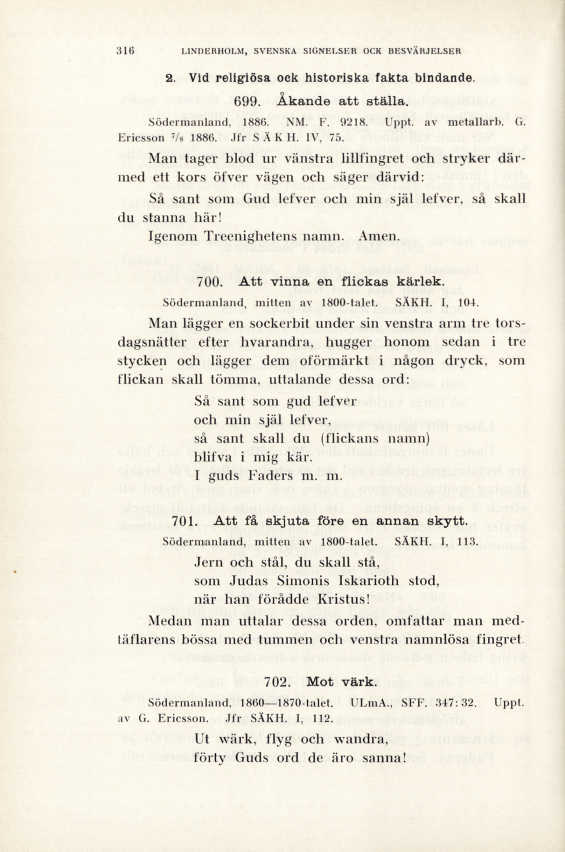 316 LINDERHOLM, SVENSKA SIGNELSER OCK BESVÄRJELSER
2. Vid religiösa ock historiska fakta bindande.
699. Åkande att ställa.
Södermanland, 1886. NM. F. 9218. Uppt. av metallarb. G.
Ericsson 7/8 1886. Jfr SÄKH. IV, 75.
Man tager blod ur vänstra lillfingret och stryker där-
med ett kors öfver vägen och säger därvid:
Så sant som Gud lefver och min själ lefver, så skall
du stanna här!
Igenom Treenighetens namn. Amen.
700. Att vinna en flickas kärlek.
Södermanland, mitten av 1800-talet. SÄKH. I, 104.
Man lägger en sockerbit under sin venstra arm tre tors-
dagsnätter efter hvarandra, hugger honom sedan i tre
stycken och lägger dem oförmärkt i någon dryck, som
flickan skall tömma, uttalande dessa ord:
Så sant som gud lefver
och min själ lefver,
så sant skall du (flickans namn)
blifva i mig kär.
I guds Faders m. m.
701. Att få skjuta före en annan skytt.
Södermanland, mitten av 1800-talet. SÄKH. I, 113.
Jern och stål, du skall stå,
som Judas Simonis Iskarioth stod,
när han förådde Kristus!
Medan man uttalar dessa orden, omfattar man med-
täflarens bössa med tummen och venstra namnlösa fingret
702. Mot värk.
Södermanland, 1860—1870-talet. ULmA., SFF. 347:32. Uppt.
av G. Ericsson. Jfr SÄKH. I, 112.
Ut wärk, flyg och wandra,
förty Guds ord de äro sanna!